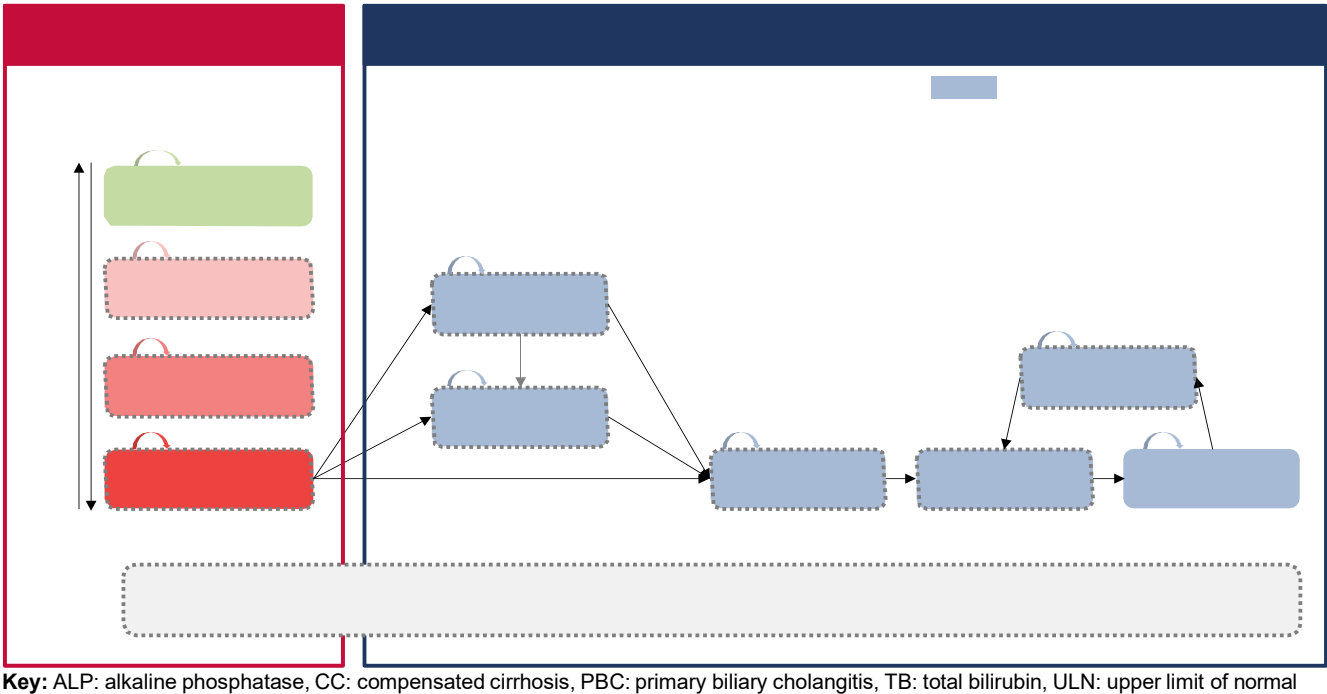 Key: ALP: alkaline phosphatase, CC: compensated cirrhosis, PBC: primary biliary cholangitis, TB: total bilirubin, ULN: upper limit of normal